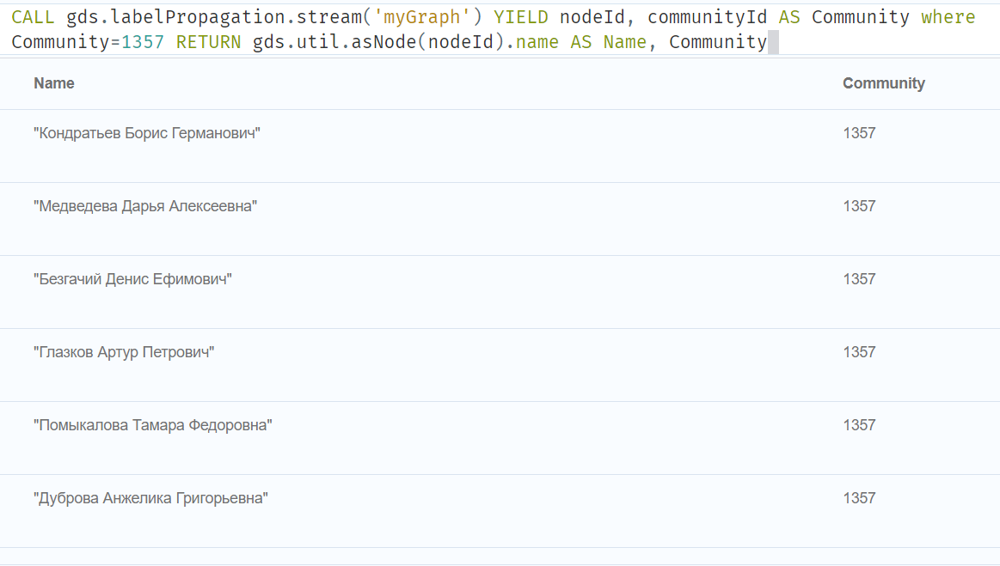 CALL gds.labelPropagation.stream('myGraph') YIELD nodeId, communityId AS Community where
Community=1357 RETURN gds.util.asNode(nodeId).name AS Name, Community
Name Community
"Кондратьев Борис Германович" 1357
"Медведева Дарья Алексеевна" 1357
"Безгачий Денис Ефимович" 1357
"Глазков Артур Петрович" 1357
"Помыкалова Тамара Федоровна" 1357
"Дуброва Анжелика Григорьевна" 1357